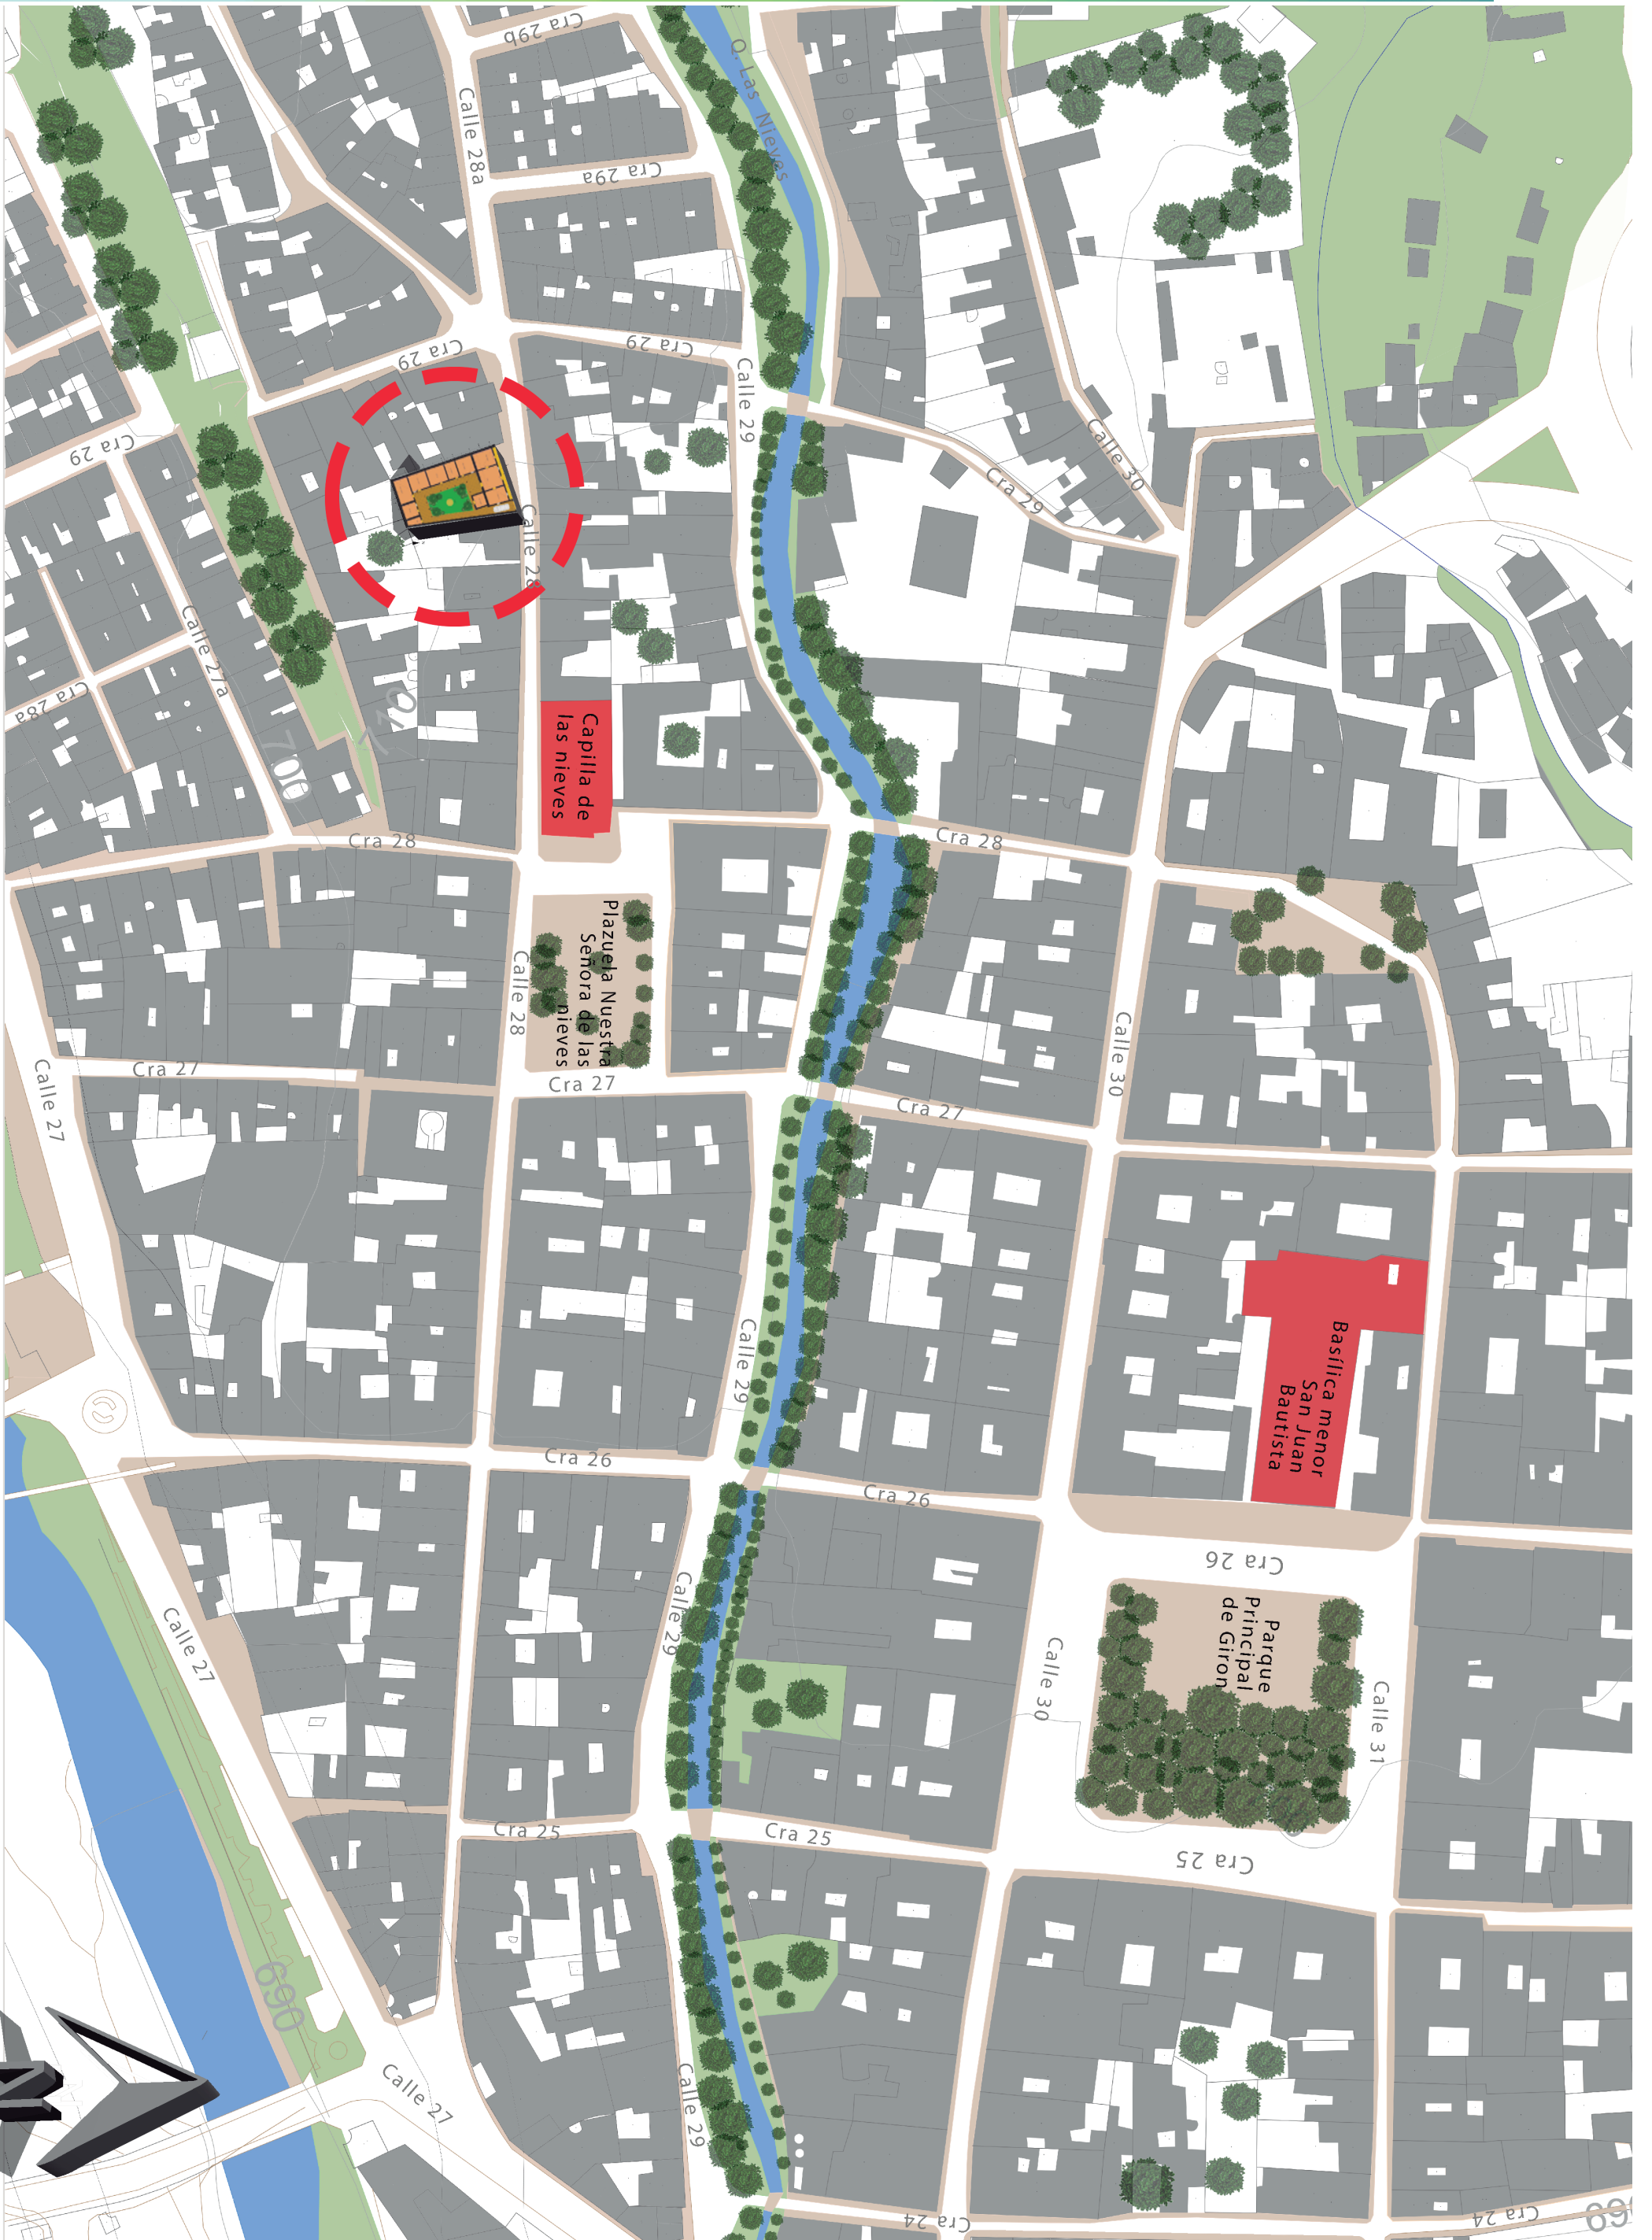 Cra 29b
Q. Las Nieves
Calle 28a
Cra 29a
Cra 29
Cra 29
Calle 29
Cra 29
Calle 30
Cra 29
Calle 28
Calle 27a
Cra 28a
710
700
Capilla de
las nieves
Cra 28
Cra 28
Plazuela Nuestra
Señora de las
nieves
Calle 28
Calle 30
Calle 27
Cra 27
Cra 27
Cra 27
Basílica menor
San Juan
Bautista
Calle 29
Cra 26
Cra 26
Cra 26
Calle 29
Calle 27
Parque
Principal
de Giron
Calle 30
Calle 31
Cra 25
Cra 25
Cra 25
690
Calle 27
Calle 29
Cra 24
Cra 24
69
N